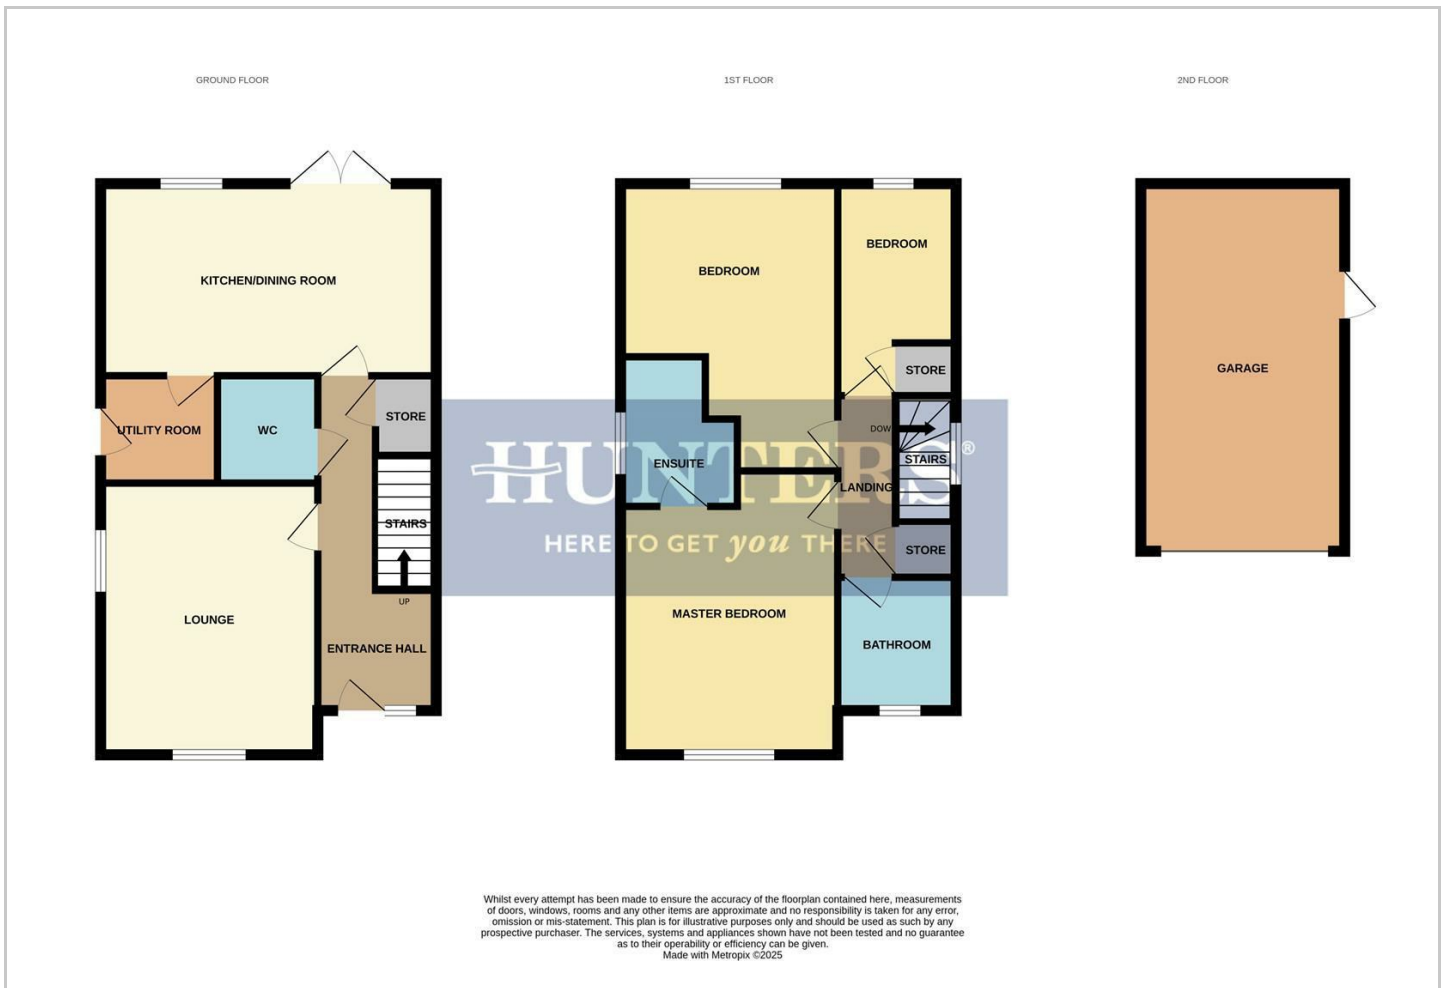 GROUND FLOOR
1ST FLOOR
2ND FLOOR
KITCHEN/DINING ROOM
UTILITY ROOM
WC
STORE
STAIRS
UP
LOUNGE
ENTRANCE HALL
BEDROOM
BEDROOM
STORE
ENSUITE
DOW
STAIRS
LANDING
STORE
MASTER BEDROOM
BATHROOM
GARAGE
HUNTERS®
HERE TO GET you THERE
Whilst every attempt has been made to ensure the accuracy of the floorplan contained here, measurements
of doors, windows, rooms and any other items are approximate and no responsibility is taken for any error,
omission or mis-statement. This plan is for illustrative purposes only and should be used as such by any
prospective purchaser. The services, systems and appliances shown have not been tested and no guarantee
as to their operability or efficiency can be given.
Made with Metropix ©2025